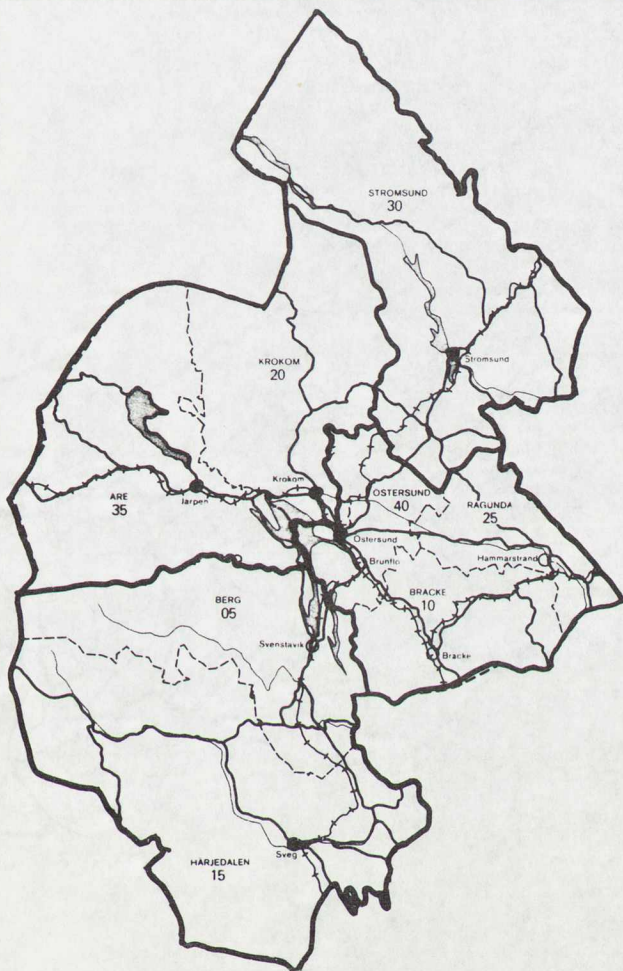 STROMSUND
30
Stromsund
KROKOM
20
Krokom
ARE
35
Jarpen
OSTERSUND
40
RAGUNDA
25
Ostersund
Hammarstrand
Brunflo
BRACKE
10
BERG
05
Svenstavik
Bracke
Sveg
HARJEDALEN
15